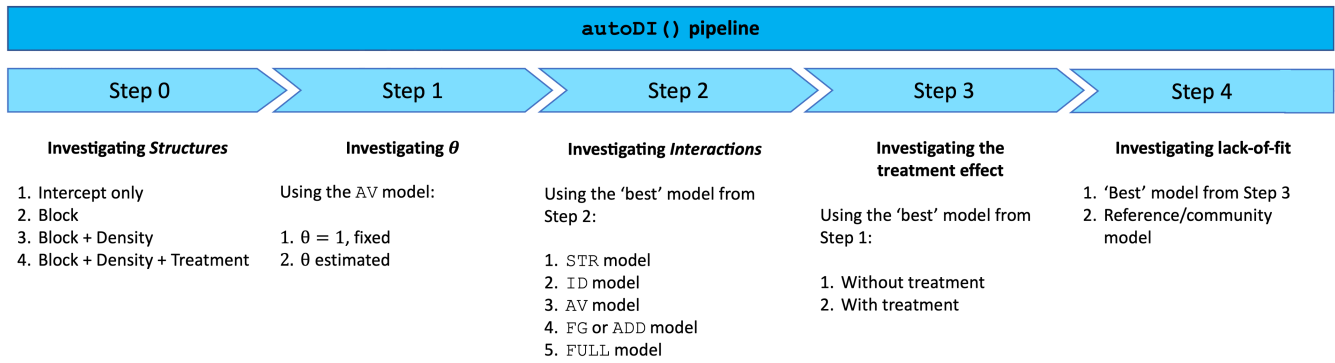 autoDI() pipeline
Step 0
Step 1
Step 2
Step 3
Step 4
Investigating Structures
1. Intercept only
2. Block
3. Block + Density
4. Block + Density + Treatment
Investigating θ
Using the AV model:
1. θ = 1, fixed
2. θ estimated
Investigating Interactions
Using the ‘best’ model from
Step 2:
1. STR model
2. ID model
3. AV model
4. FG or ADD model
5. FULL model
Investigating the
treatment effect
Using the ‘best’ model from
Step 1:
1. Without treatment
2. With treatment
Investigating lack-of-fit
1. ‘Best’ model from Step 3
2. Reference/community
model